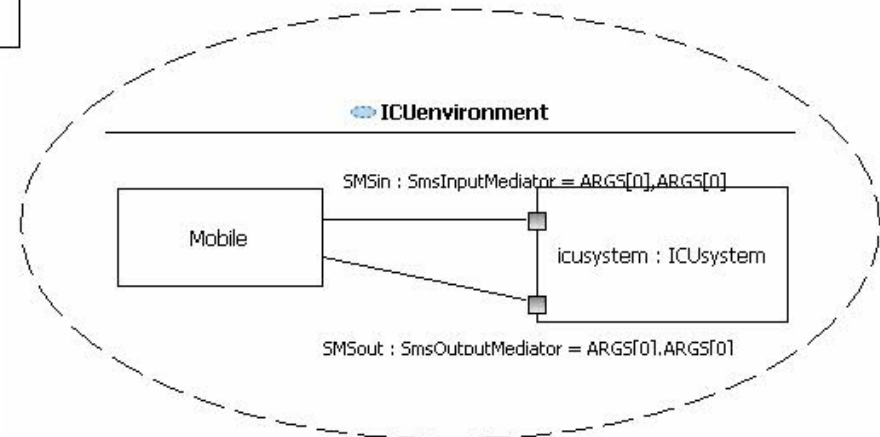 ICUenvironment
SMSin : SmsInputMediator = ARGS[0],ARGS[0]
Mobile
icusystem : ICUsystem
SMSout : SmsOutputMediator = ARGS[0].ARGS[0]